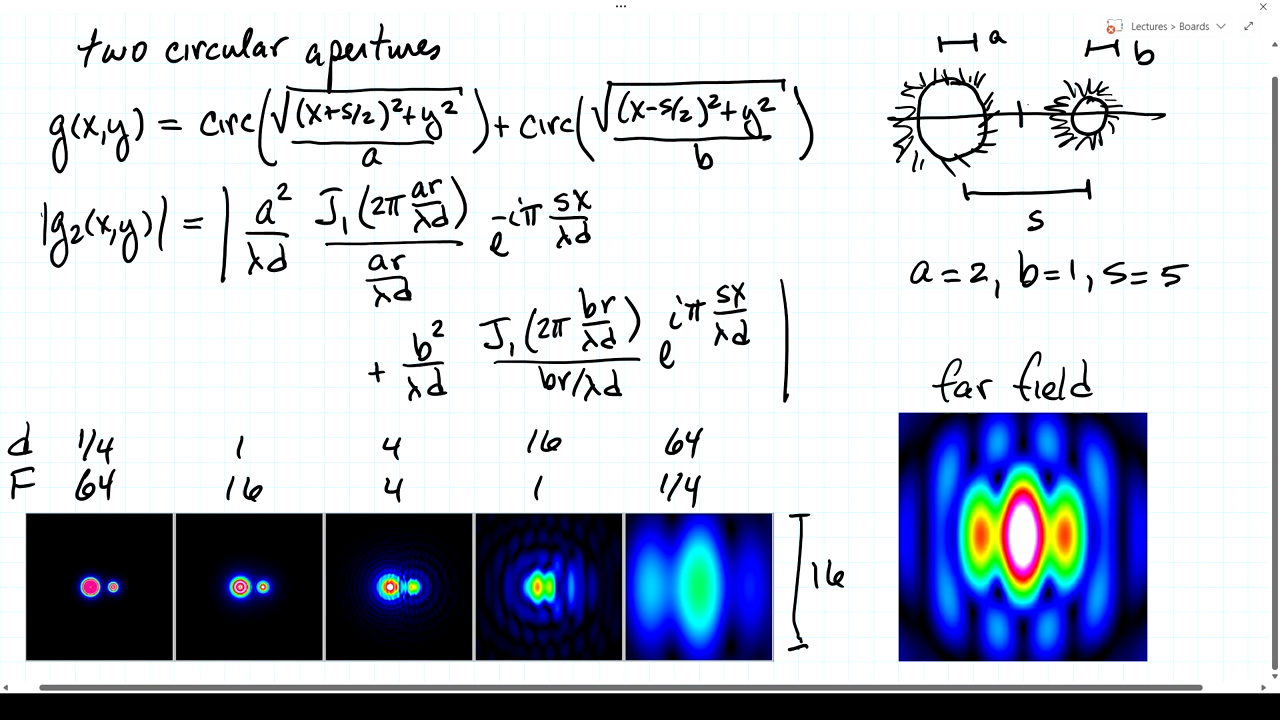 ...
Lectures > Boards
two circular apertures
a
b
g(x,y) = circ(√((x+s/2)²+y²)/a) + circ(√((x-s/2)²+y²)/b)
|g₂(x,y)| = | a²/λd J₁(2π ar/λd)/(ar/λd) e^(-iπ sx/λd)
s
a=2, b=1, s=5
+ b²/λd J₁(2π br/λd)/(br/λd) e^(iπ sx/λd) |
far field
d 1/4 1 4 16 64
F 64 16 4 1 1/4
16